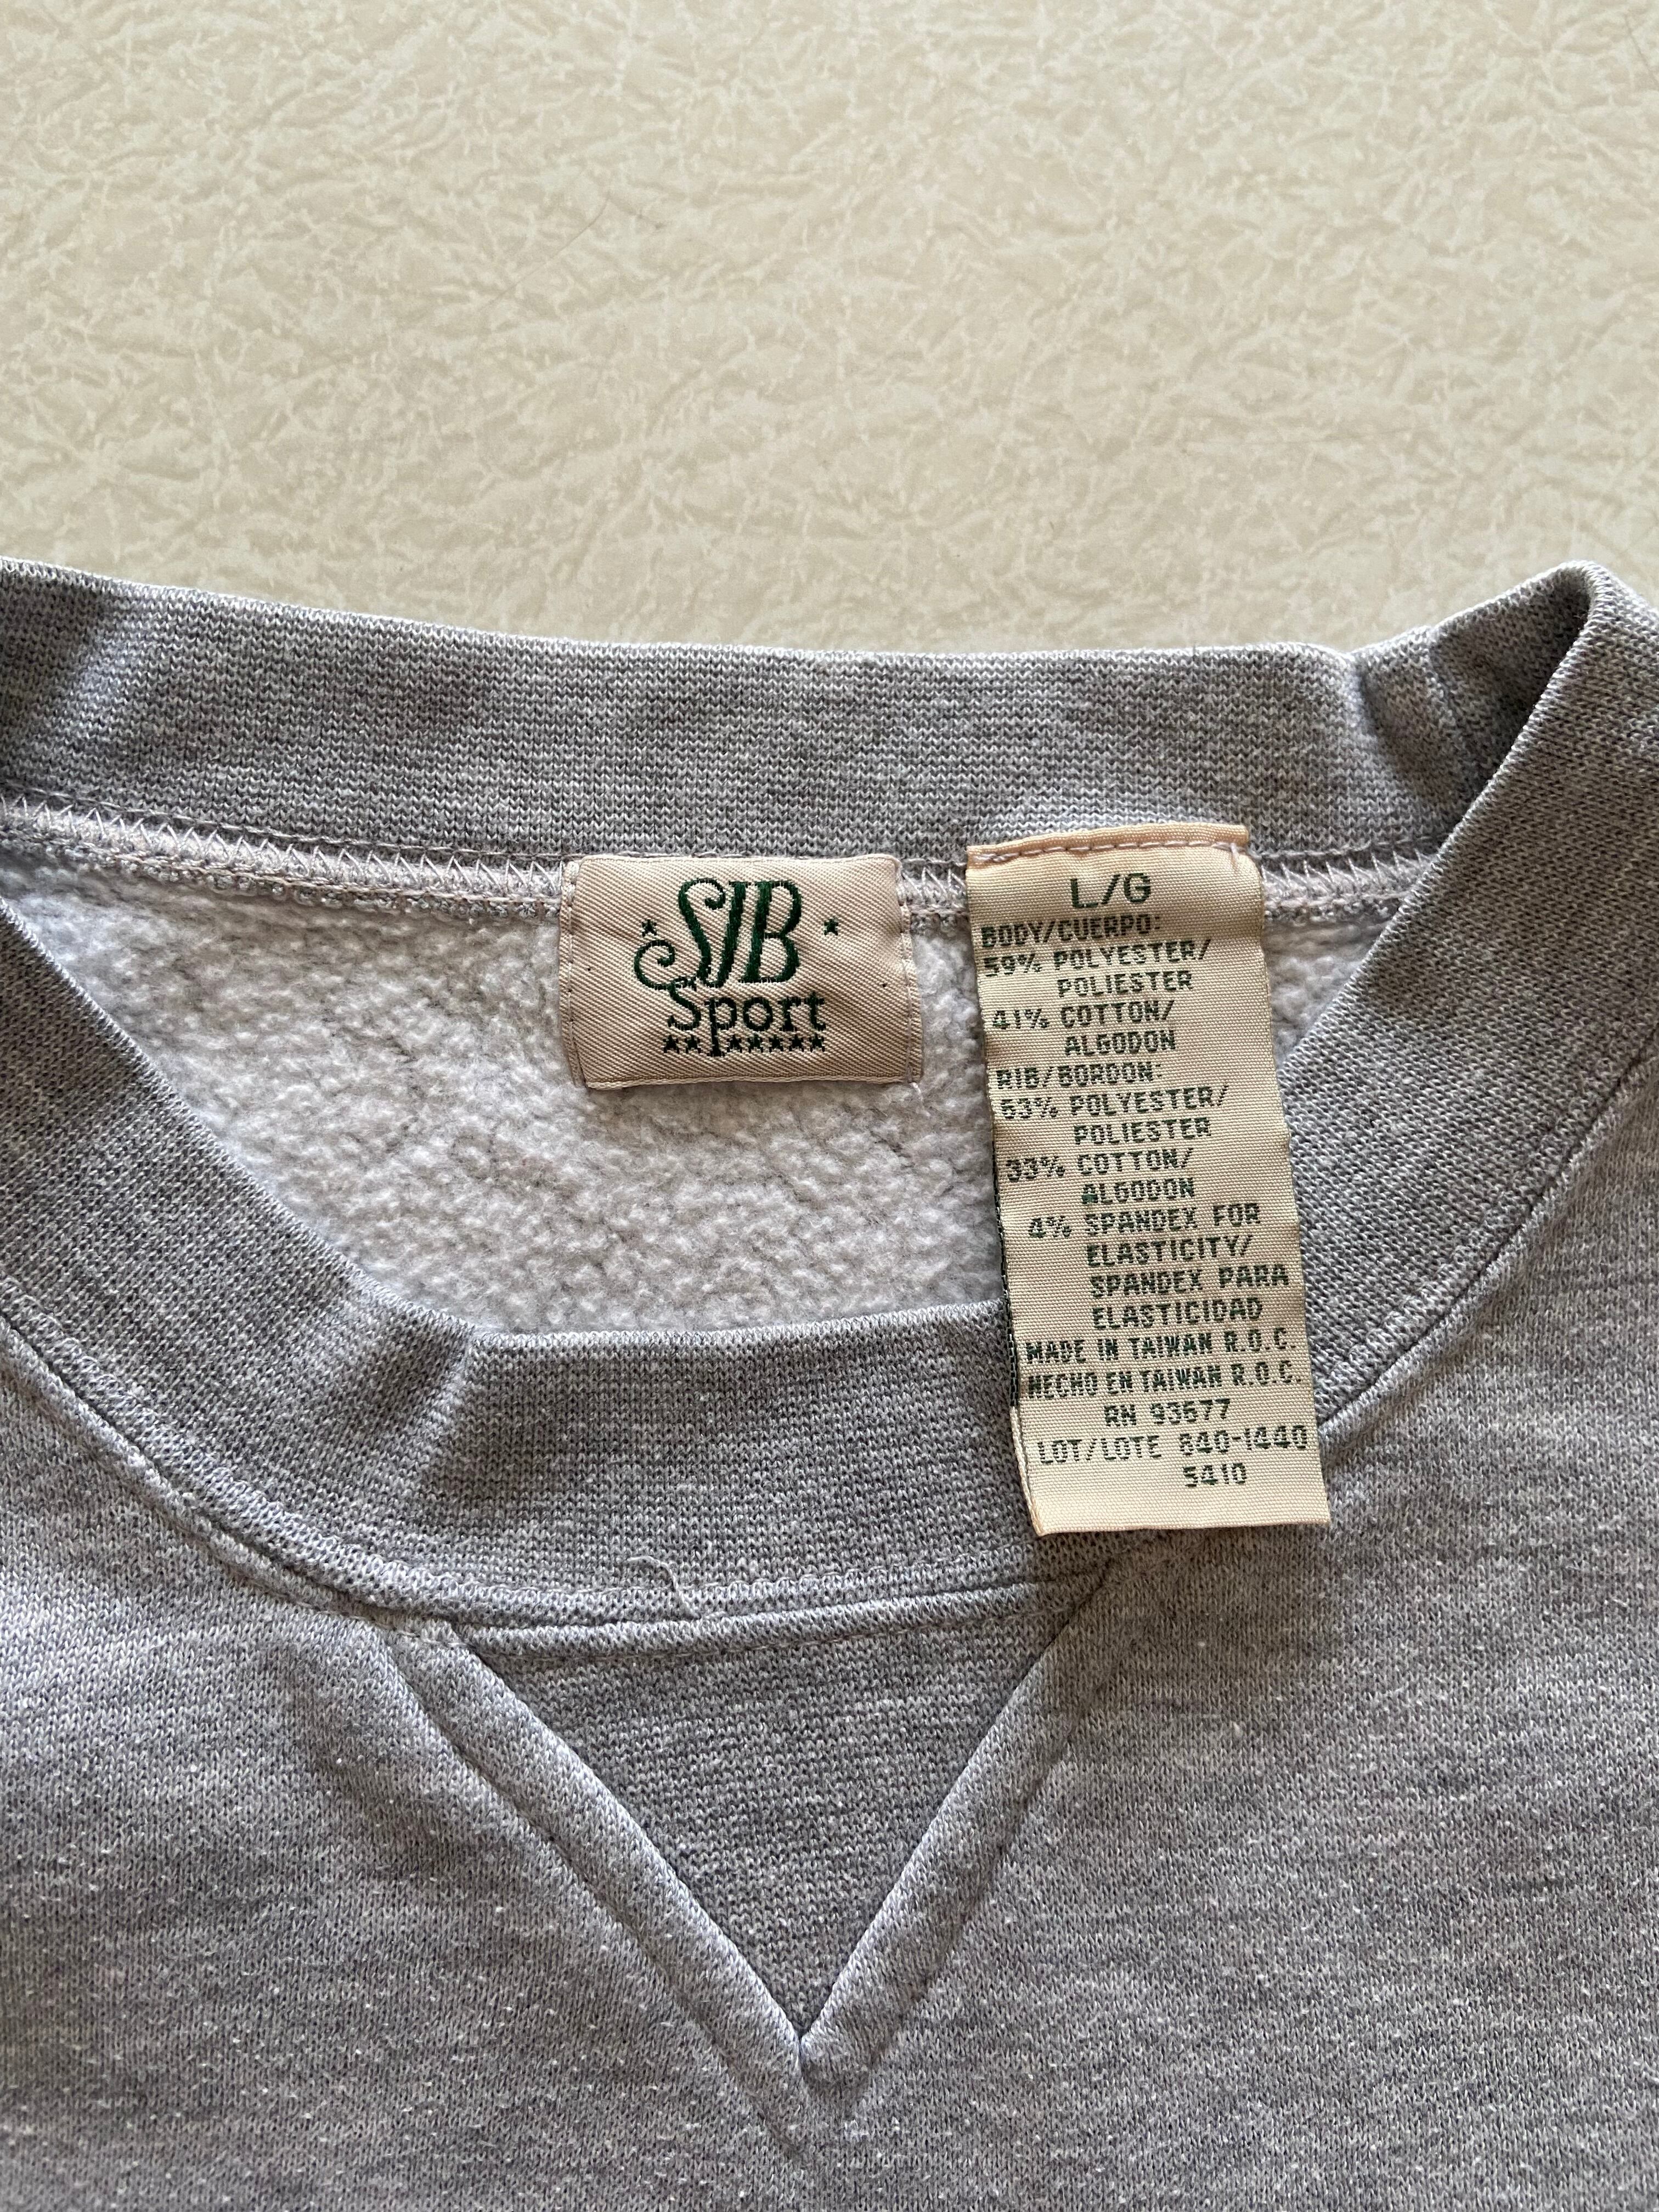 SJB
Sport
L/G
BODY/CUERPO:
59% POLYESTER/
POLIESTER
41% COTTON/
ALGODON
RIB/BORDON:
63% POLYESTER/
POLIESTER
33% COTTON/
ALGODON
4% SPANDEX FOR
ELASTICITY/
SPANDEX PARA
ELASTICIDAD
MADE IN TAIWAN R.O.C.
HECHO EN TAIWAN R.O.C.
RN 93677
LOT/LOTE 840-1440
5410